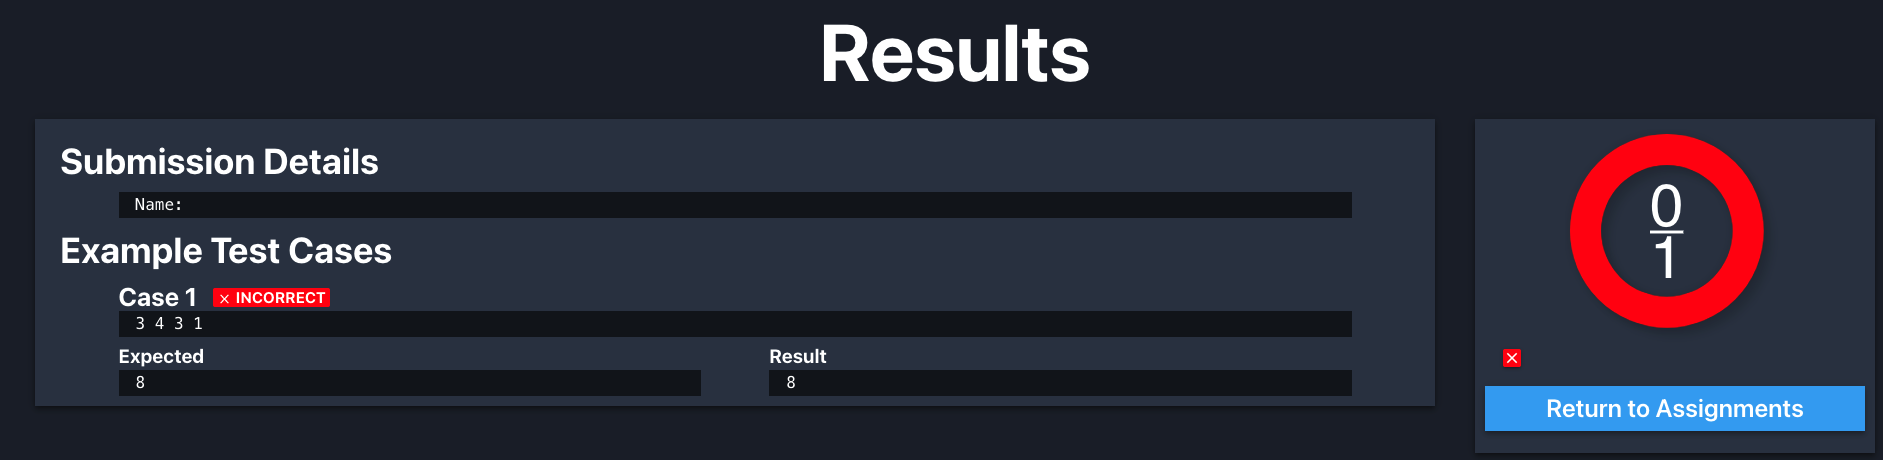 Results
Submission Details
Name:
Example Test Cases
Case 1 × INCORRECT
3 4 3 1
Expected
8
Result
8
0
1
×
Return to Assignments